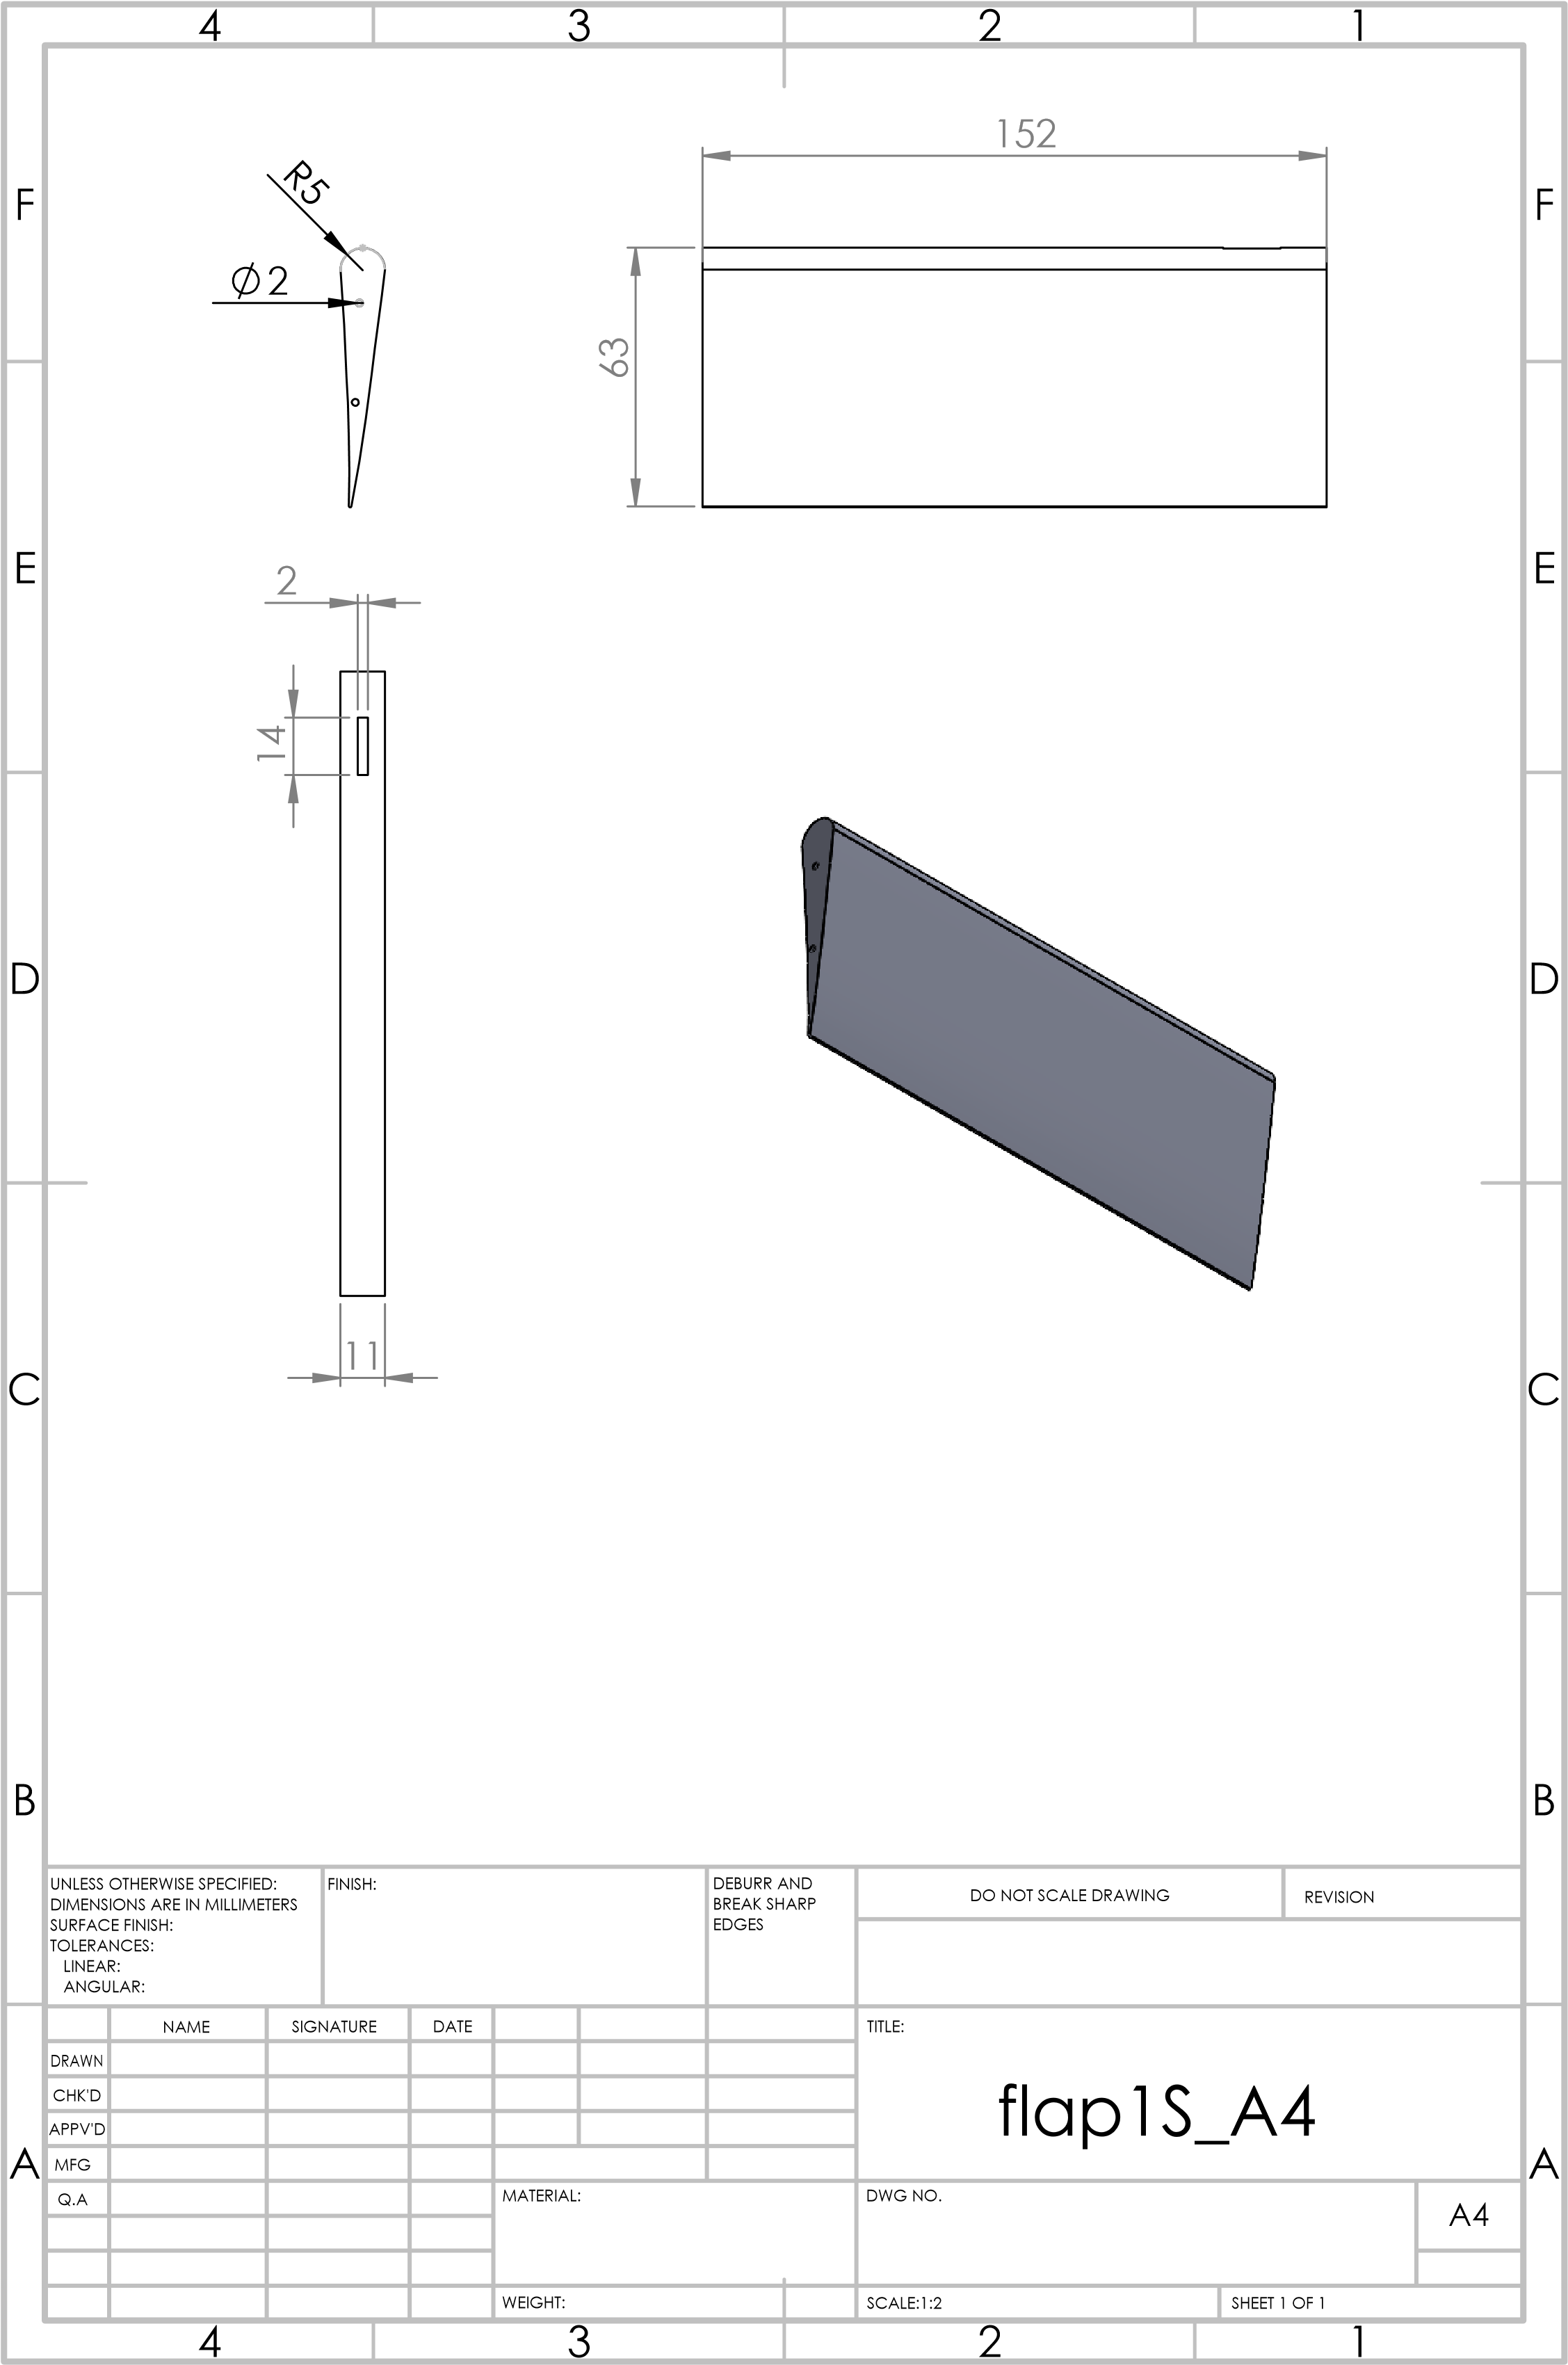 4 3 2 1
152
R5
F F
⌀2
63
E E
2
14
D D
11
C C
B B
UNLESS OTHERWISE SPECIFIED:
DIMENSIONS ARE IN MILLIMETERS
SURFACE FINISH:
TOLERANCES:
LINEAR:
ANGULAR:
FINISH:
DEBURR AND
BREAK SHARP
EDGES
DO NOT SCALE DRAWING
REVISION
NAME SIGNATURE DATE
DRAWN
CHK'D
APPV'D
MFG
Q.A
TITLE:
flap1S_A4
A A
MATERIAL:
DWG NO.
A4
WEIGHT:
SCALE:1:2
SHEET 1 OF 1
4 3 2 1